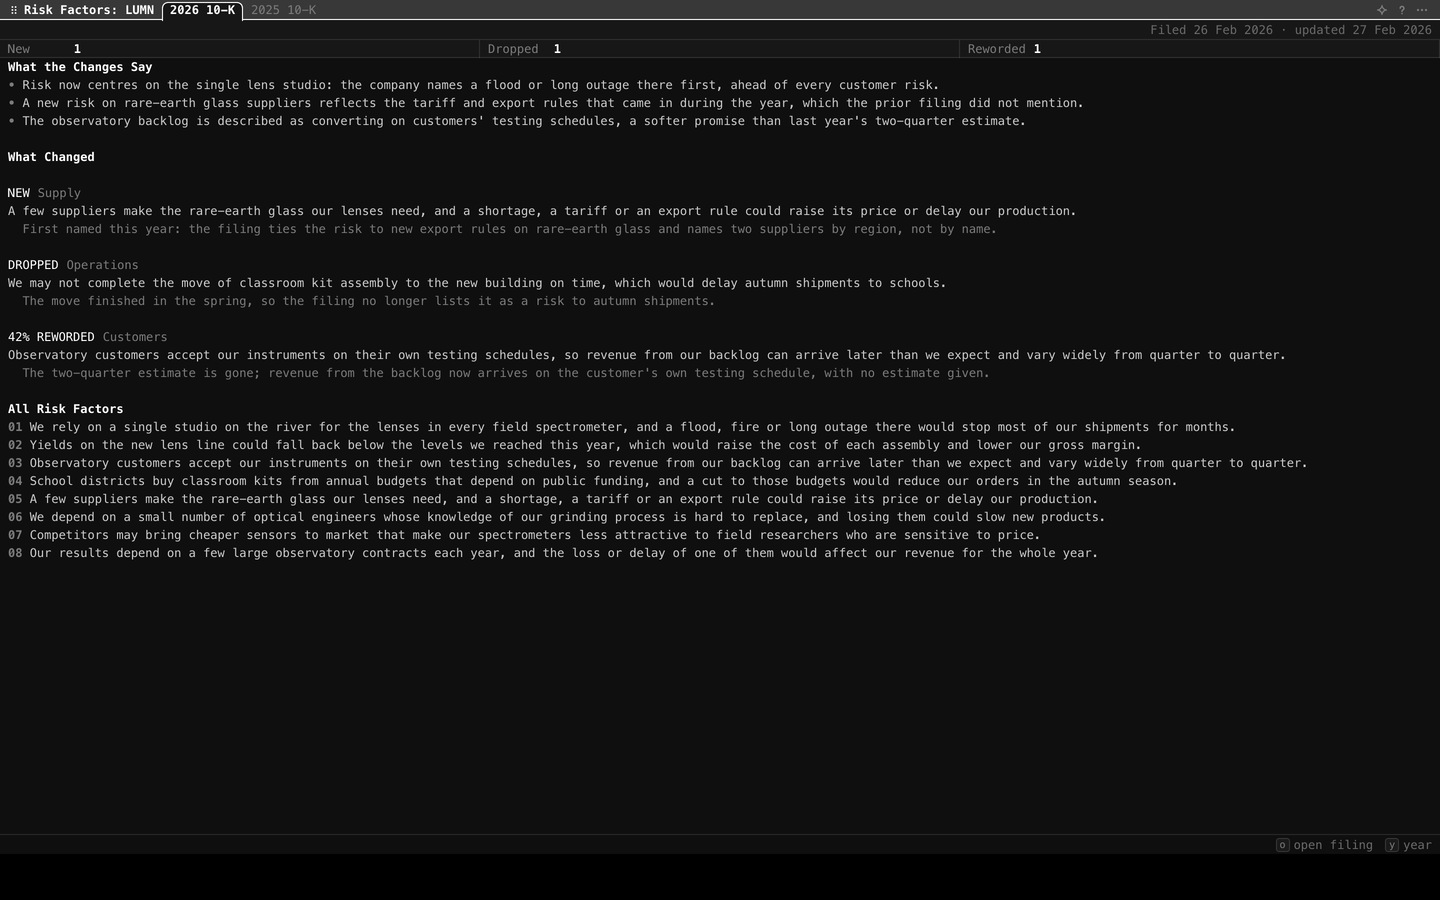 ⠿ Risk Factors: LUMN 2026 10-K 2025 10-K ?
Filed 26 Feb 2026 · updated 27 Feb 2026
New 1 Dropped 1 Reworded 1
What the Changes Say
• Risk now centres on the single lens studio: the company names a flood or long outage there first, ahead of every customer risk.
• A new risk on rare-earth glass suppliers reflects the tariff and export rules that came in during the year, which the prior filing did not mention.
• The observatory backlog is described as converting on customers' testing schedules, a softer promise than last year's two-quarter estimate.
What Changed
NEW Supply
A few suppliers make the rare-earth glass our lenses need, and a shortage, a tariff or an export rule could raise its price or delay our production.
First named this year: the filing ties the risk to new export rules on rare-earth glass and names two suppliers by region, not by name.
DROPPED Operations
We may not complete the move of classroom kit assembly to the new building on time, which would delay autumn shipments to schools.
The move finished in the spring, so the filing no longer lists it as a risk to autumn shipments.
42% REWORDED Customers
Observatory customers accept our instruments on their own testing schedules, so revenue from our backlog can arrive later than we expect and vary widely from quarter to quarter.
The two-quarter estimate is gone; revenue from the backlog now arrives on the customer's own testing schedule, with no estimate given.
All Risk Factors
01 We rely on a single studio on the river for the lenses in every field spectrometer, and a flood, fire or long outage there would stop most of our shipments for months.
02 Yields on the new lens line could fall back below the levels we reached this year, which would raise the cost of each assembly and lower our gross margin.
03 Observatory customers accept our instruments on their own testing schedules, so revenue from our backlog can arrive later than we expect and vary widely from quarter to quarter.
04 School districts buy classroom kits from annual budgets that depend on public funding, and a cut to those budgets would reduce our orders in the autumn season.
05 A few suppliers make the rare-earth glass our lenses need, and a shortage, a tariff or an export rule could raise its price or delay our production.
06 We depend on a small number of optical engineers whose knowledge of our grinding process is hard to replace, and losing them could slow new products.
07 Competitors may bring cheaper sensors to market that make our spectrometers less attractive to field researchers who are sensitive to price.
08 Our results depend on a few large observatory contracts each year, and the loss or delay of one of them would affect our revenue for the whole year.
o open filing y year